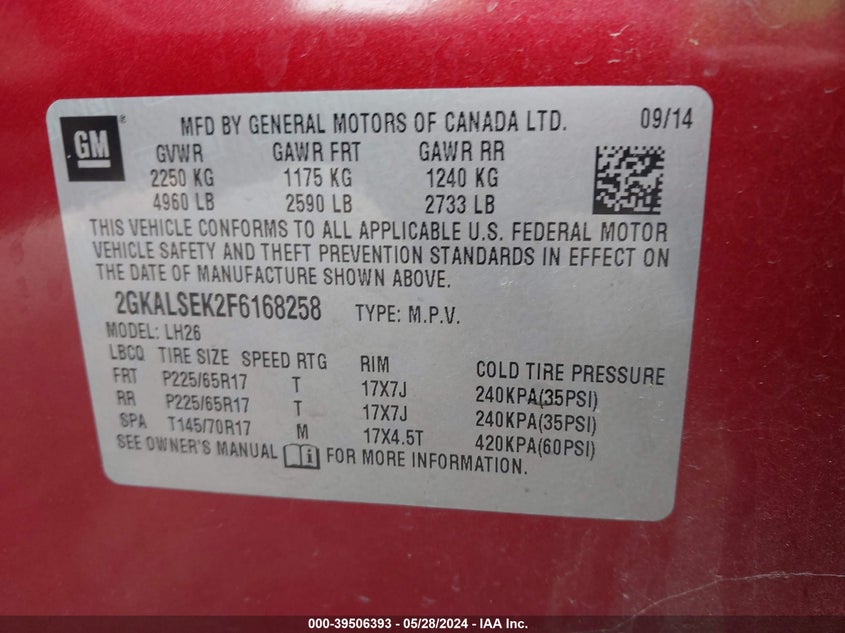 GM®
MFD BY GENERAL MOTORS OF CANADA LTD. 09/14
GVWR GAWR FRT GAWR RR
2250 KG 1175 KG 1240 KG
4960 LB 2590 LB 2733 LB
THIS VEHICLE CONFORMS TO ALL APPLICABLE U.S. FEDERAL MOTOR
VEHICLE SAFETY AND THEFT PREVENTION STANDARDS IN EFFECT ON
THE DATE OF MANUFACTURE SHOWN ABOVE.
2GKALSEK2F6168258 TYPE: M.P.V.
MODEL: LH26
LBCQ TIRE SIZE SPEED RTG RIM COLD TIRE PRESSURE
FRT P225/65R17 T 17X7J 240KPA(35PSI)
RR P225/65R17 T 17X7J 240KPA(35PSI)
SPA T145/70R17 M 17X4.5T 420KPA(60PSI)
SEE OWNER'S MANUAL FOR MORE INFORMATION.
000-39506393 - 05/28/2024 - IAA Inc.